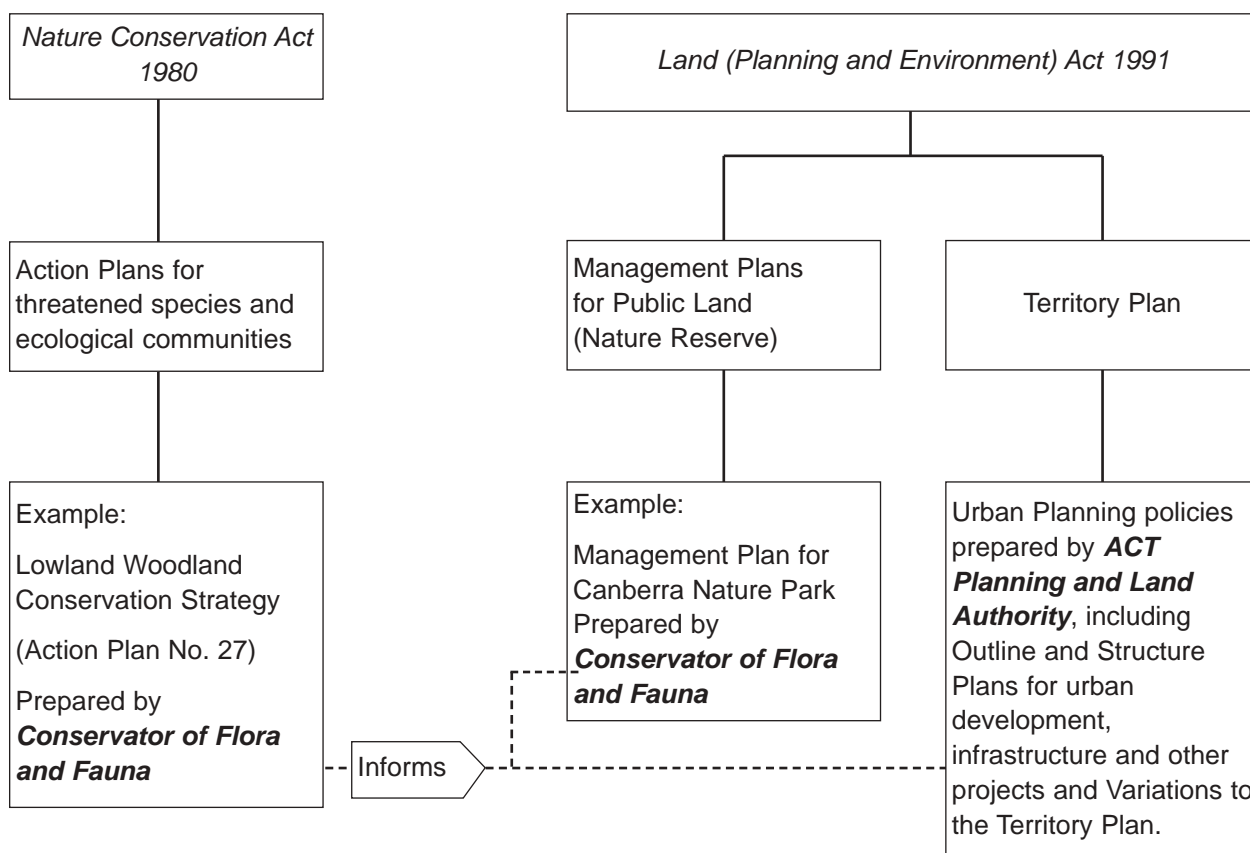 Nature Conservation Act
1980
Land (Planning and Environment) Act 1991
Action Plans for
threatened species and
ecological communities
Management Plans
for Public Land
(Nature Reserve)
Territory Plan
Example:
Lowland Woodland
Conservation Strategy
(Action Plan No. 27)
Prepared by
Conservator of Flora
and Fauna
Informs
Example:
Management Plan for
Canberra Nature Park
Prepared by
Conservator of Flora
and Fauna
Urban Planning policies
prepared by ACT
Planning and Land
Authority, including
Outline and Structure
Plans for urban
development,
infrastructure and other
projects and Variations to
the Territory Plan.